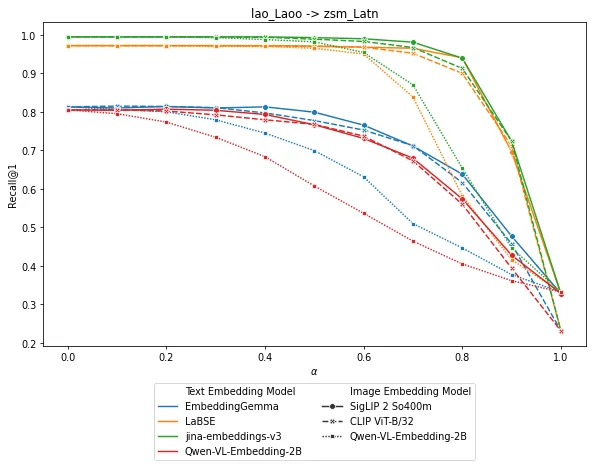 lao_Laoo -> zsm_Latn
1.0
0.9
0.8
0.7
0.6
0.5
0.4
0.3
0.2
Recall@1
0.0 0.2 0.4 0.6 0.8 1.0
α
Text Embedding Model Image Embedding Model
EmbeddingGemma SigLIP 2 So400m
LaBSE CLIP ViT-B/32
jina-embeddings-v3 Qwen-VL-Embedding-2B
Qwen-VL-Embedding-2B